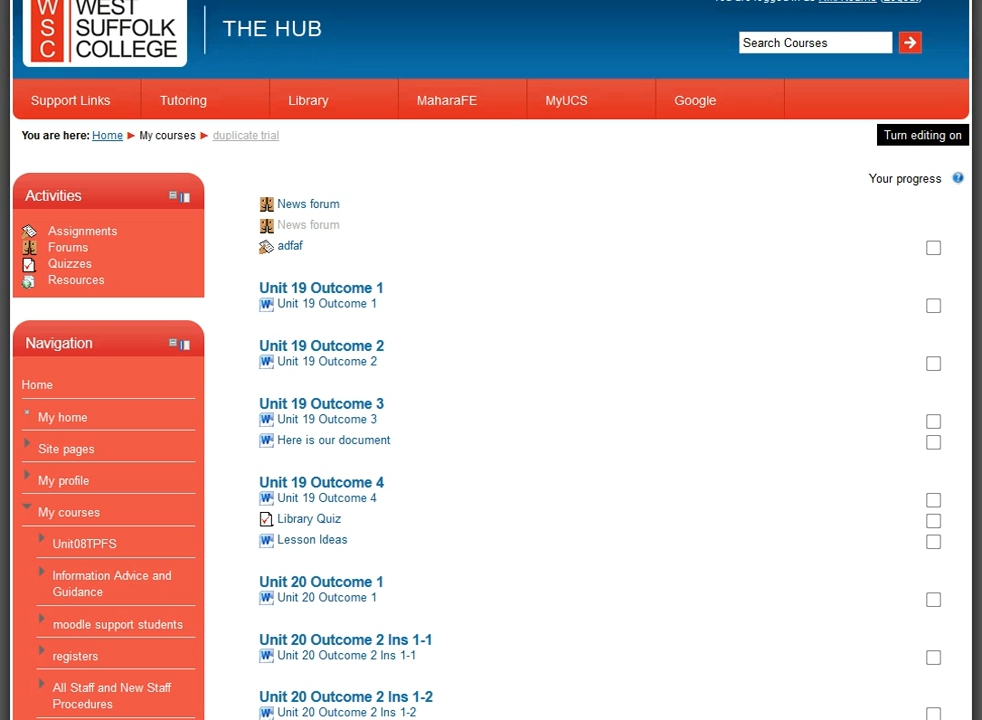 WSC
WEST
SUFFOLK
COLLEGE
THE HUB
Search Courses
Support Links
Tutoring
Library
MaharaFE
MyUCS
Google
You are here: Home ► My courses ► duplicate trial
Turn editing on
Your progress
Activities
Assignments
Forums
Quizzes
Resources
Navigation
Home
My home
Site pages
My profile
My courses
Unit08TPFS
Information Advice and
Guidance
moodle support students
registers
All Staff and New Staff
Procedures
News forum
News forum
adfaf
Unit 19 Outcome 1
Unit 19 Outcome 1
Unit 19 Outcome 2
Unit 19 Outcome 2
Unit 19 Outcome 3
Unit 19 Outcome 3
Here is our document
Unit 19 Outcome 4
Unit 19 Outcome 4
Library Quiz
Lesson Ideas
Unit 20 Outcome 1
Unit 20 Outcome 1
Unit 20 Outcome 2 Ins 1-1
Unit 20 Outcome 2 Ins 1-1
Unit 20 Outcome 2 Ins 1-2
Unit 20 Outcome 2 Ins 1-2